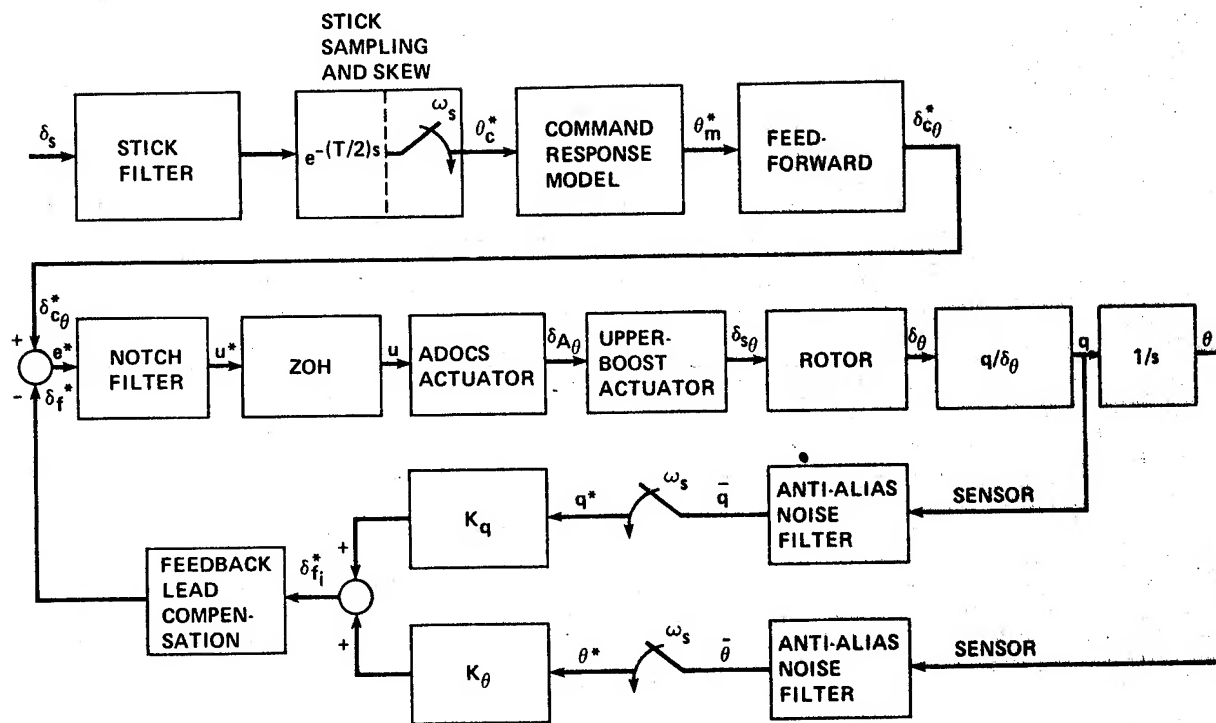 STICK
SAMPLING
AND SKEW
δs
STICK
FILTER
e-(T/2)s
ωs
θc*
COMMAND
RESPONSE
MODEL
θm*
FEED-
FORWARD
δcθ*
δcθ*
+
e*
-
δf*
NOTCH
FILTER
u*
ZOH
u
ADOCS
ACTUATOR
δAθ
UPPER-
BOOST
ACTUATOR
δsθ
ROTOR
δθ
q/δθ
q
1/s
θ
Kq
q*
ωs
q̄
ANTI-ALIAS
NOISE
FILTER
SENSOR
FEEDBACK
LEAD
COMPEN-
SATION
δfi*
+
+
Kθ
θ*
ωs
θ̄
ANTI-ALIAS
NOISE
FILTER
SENSOR